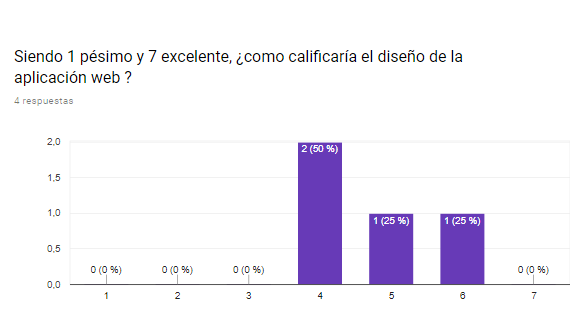 Siendo 1 pésimo y 7 excelente, ¿como calificaría el diseño de la
aplicación web ?
4 respuestas
2,0
1,5
1,0
0,5
0,0
0 (0 %)
0 (0 %)
0 (0 %)
2 (50 %)
1 (25 %)
1 (25 %)
0 (0 %)
1
2
3
4
5
6
7